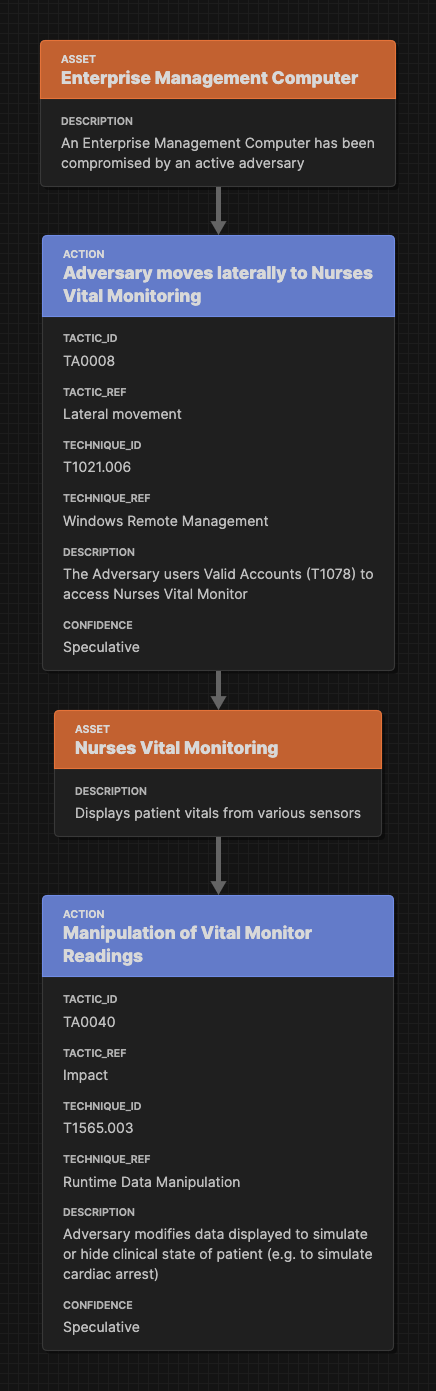 ASSET
Enterprise Management Computer
DESCRIPTION
An Enterprise Management Computer has been
compromised by an active adversary
ACTION
Adversary moves laterally to Nurses
Vital Monitoring
TACTIC_ID
TA0008
TACTIC_REF
Lateral movement
TECHNIQUE_ID
T1021.006
TECHNIQUE_REF
Windows Remote Management
DESCRIPTION
The Adversary users Valid Accounts (T1078) to
access Nurses Vital Monitor
CONFIDENCE
Speculative
ASSET
Nurses Vital Monitoring
DESCRIPTION
Displays patient vitals from various sensors
ACTION
Manipulation of Vital Monitor
Readings
TACTIC_ID
TA0040
TACTIC_REF
Impact
TECHNIQUE_ID
T1565.003
TECHNIQUE_REF
Runtime Data Manipulation
DESCRIPTION
Adversary modifies data displayed to simulate
or hide clinical state of patient (e.g. to simulate
cardiac arrest)
CONFIDENCE
Speculative